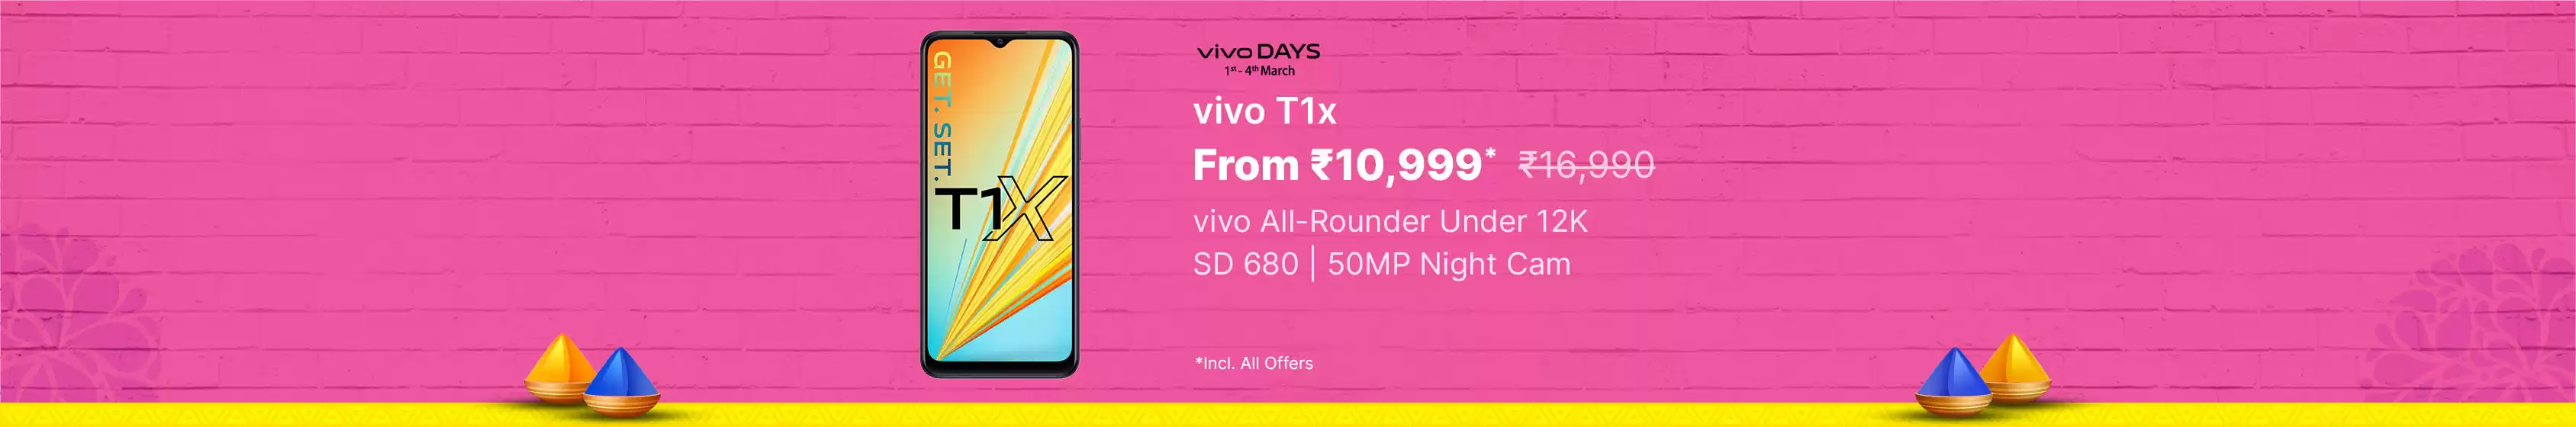 GET. SET.
T1X
vivo DAYS
1st - 4th March
vivo T1x
From ₹10,999* ₹16,990
vivo All-Rounder Under 12K
SD 680 | 50MP Night Cam
*Incl. All Offers